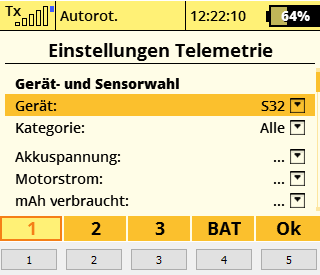 Tx Autorot. 12:22:10 64%
Einstellungen Telemetrie
Gerät- und Sensorwahl
Gerät: S32
Kategorie: Alle
Akkuspannung: ...
Motorstrom: ...
mAh verbraucht: ...
1 2 3 BAT Ok
1 2 3 4 5